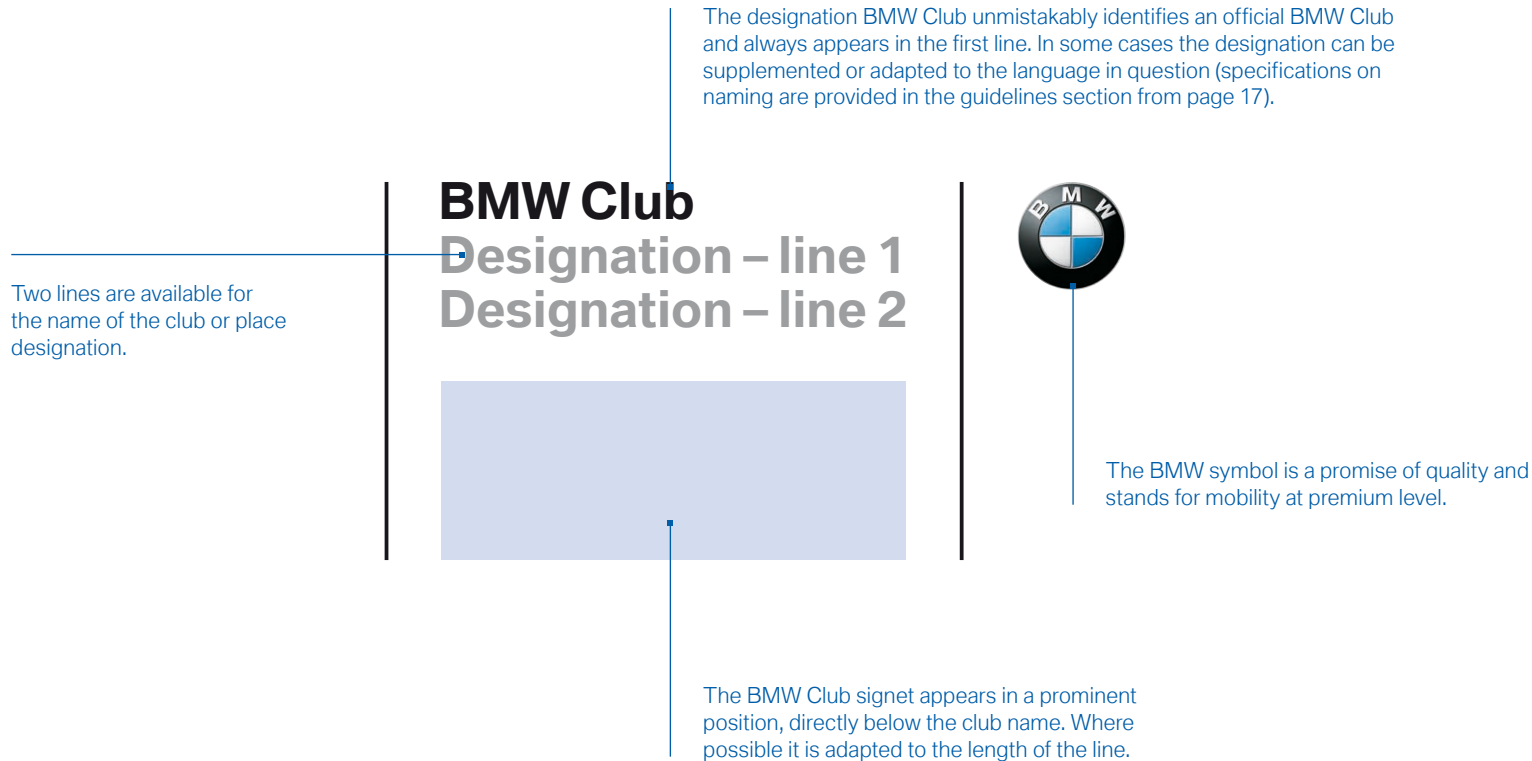 The designation BMW Club unmistakably identifies an official BMW Club
and always appears in the first line. In some cases the designation can be
supplemented or adapted to the language in question (specifications on
naming are provided in the guidelines section from page 17).
BMW Club
Designation – line 1
Designation – line 2
BMW
Two lines are available for
the name of the club or place
designation.
The BMW symbol is a promise of quality and
stands for mobility at premium level.
The BMW Club signet appears in a prominent
position, directly below the club name. Where
possible it is adapted to the length of the line.